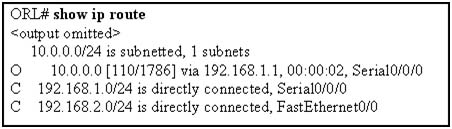 ORL# show ip route
<output omitted>
10.0.0.0/24 is subnetted, 1 subnets
O 10.0.0.0 [110/1786] via 192.168.1.1, 00:00:02, Serial0/0/0
C 192.168.1.0/24 is directly connected, Serial0/0/0
C 192.168.2.0/24 is directly connected, FastEthernet0/0